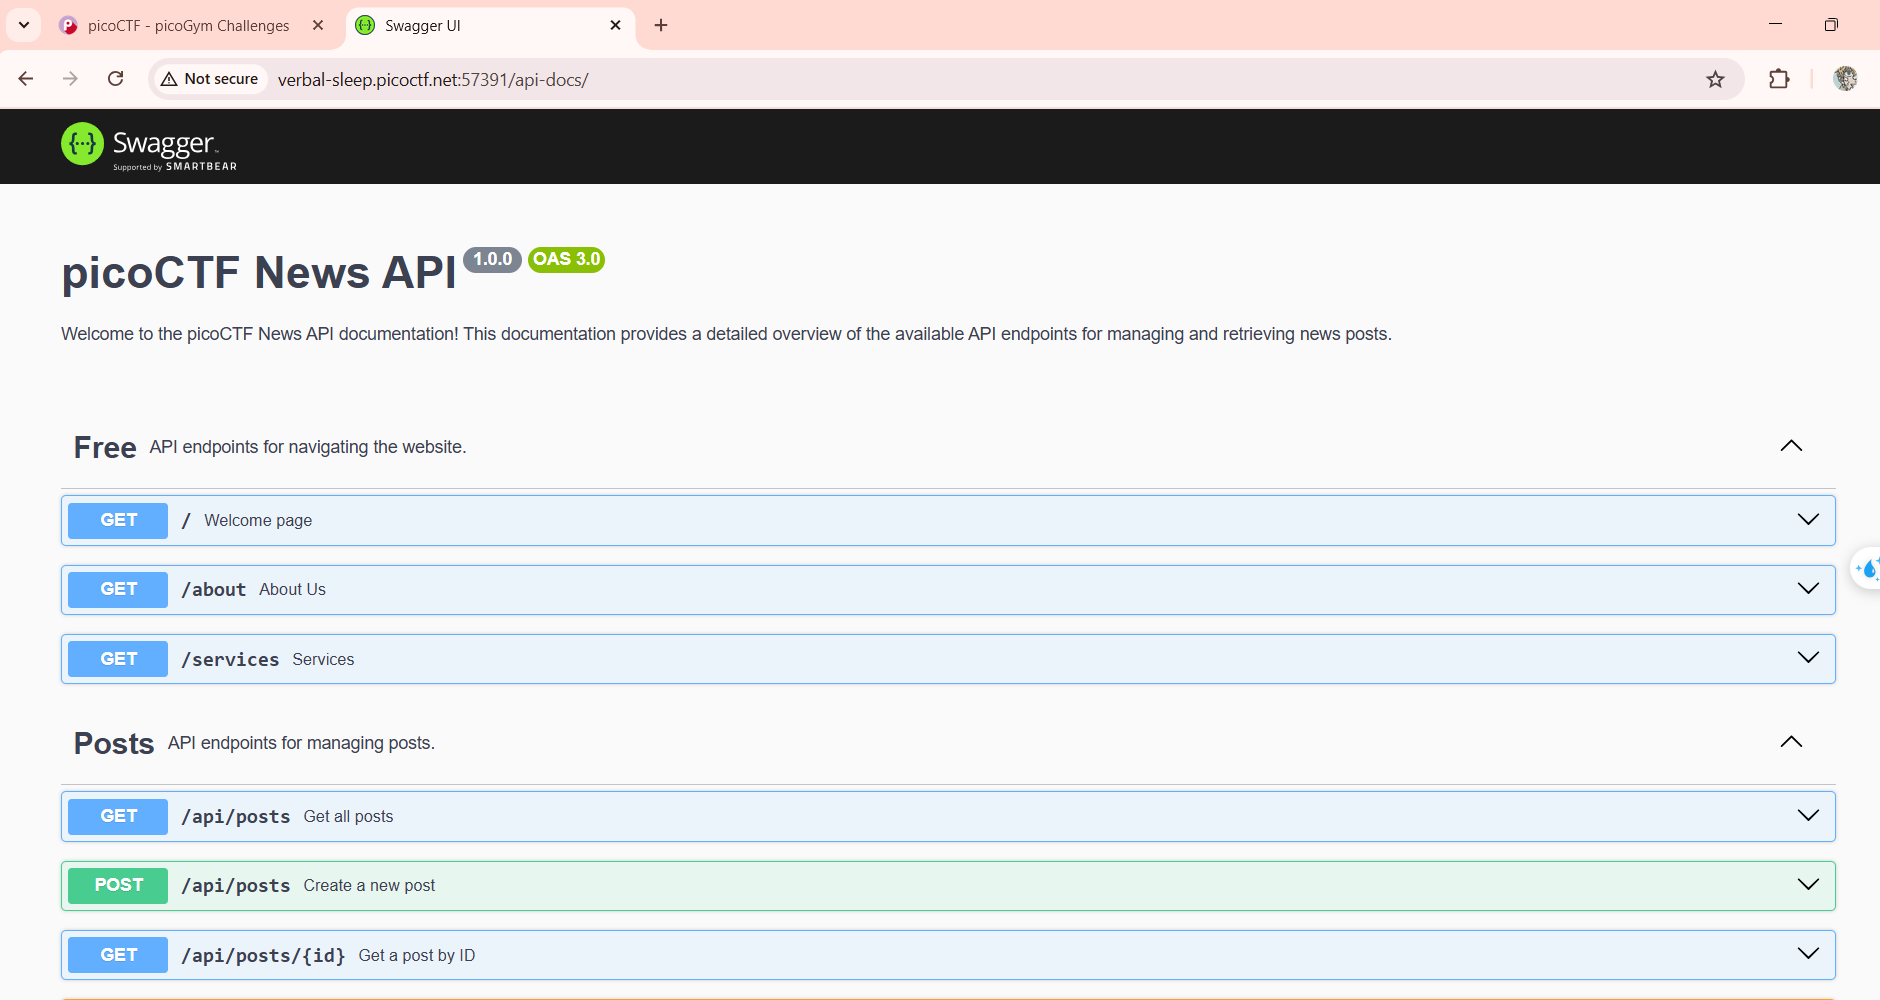 picoCTF - picoGym Challenges
Swagger UI
Not secure
verbal-sleep.picoctf.net:57391/api-docs/
Swagger
Supported by SMARTBEAR
picoCTF News API 1.0.0 OAS 3.0
Welcome to the picoCTF News API documentation! This documentation provides a detailed overview of the available API endpoints for managing and retrieving news posts.
Free API endpoints for navigating the website.
GET / Welcome page
GET /about About Us
GET /services Services
Posts API endpoints for managing posts.
GET /api/posts Get all posts
POST /api/posts Create a new post
GET /api/posts/{id} Get a post by ID